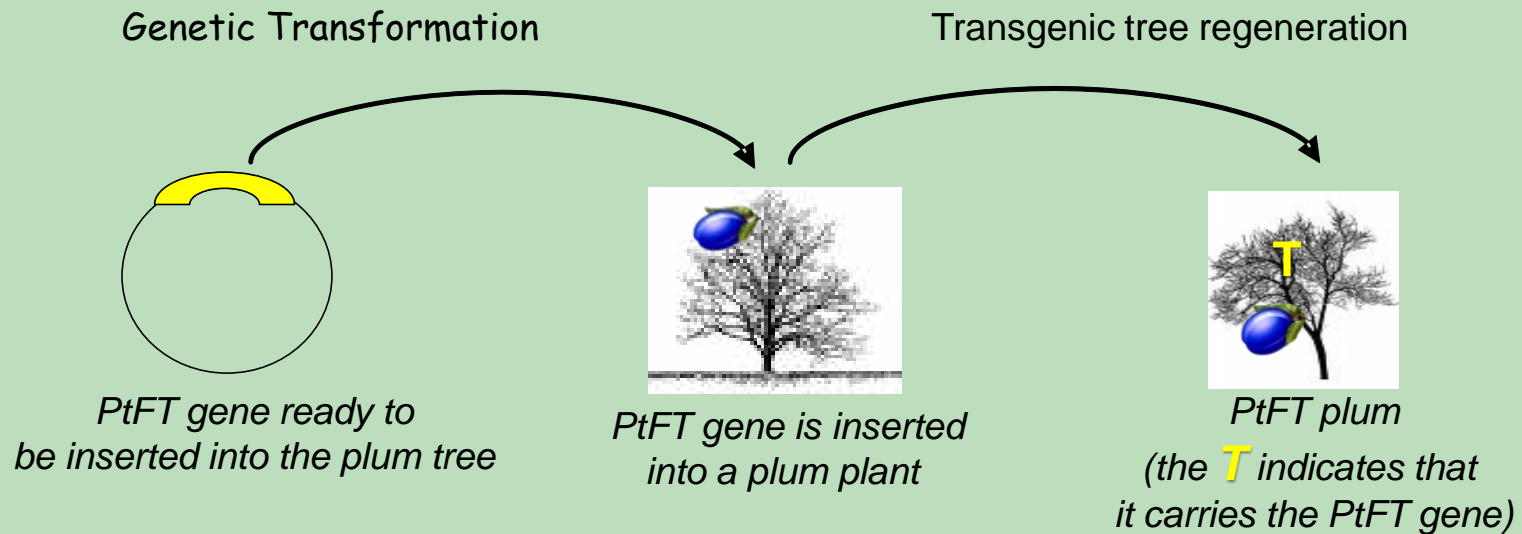 Genetic Transformation
Transgenic tree regeneration
PtFT gene ready to
be inserted into the plum tree
PtFT gene is inserted
into a plum plant
T
PtFT plum
(the T indicates that
it carries the PtFT gene)